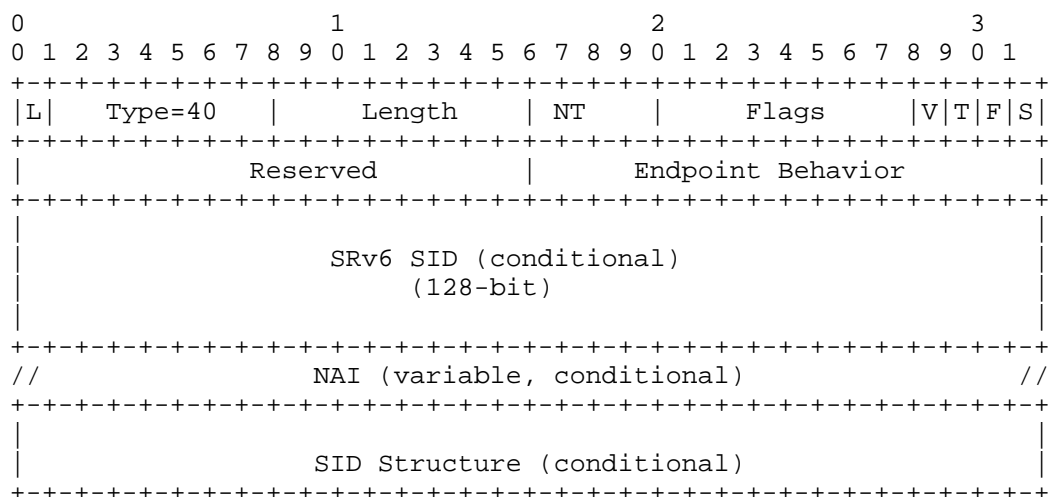 0                   1                   2                   3
0 1 2 3 4 5 6 7 8 9 0 1 2 3 4 5 6 7 8 9 0 1 2 3 4 5 6 7 8 9 0 1
+-+-+-+-+-+-+-+-+-+-+-+-+-+-+-+-+-+-+-+-+-+-+-+-+-+-+-+-+-+-+-+-+
|L|   Type=40   |     Length    | NT    |     Flags     |V|T|F|S|
+-+-+-+-+-+-+-+-+-+-+-+-+-+-+-+-+-+-+-+-+-+-+-+-+-+-+-+-+-+-+-+-+
|              Reserved         |      Endpoint Behavior        |
+-+-+-+-+-+-+-+-+-+-+-+-+-+-+-+-+-+-+-+-+-+-+-+-+-+-+-+-+-+-+-+-+
|                                                               |
|                   SRv6 SID (conditional)                      |
|                        (128-bit)                              |
|                                                               |
+-+-+-+-+-+-+-+-+-+-+-+-+-+-+-+-+-+-+-+-+-+-+-+-+-+-+-+-+-+-+-+-+
//                 NAI (variable, conditional)                 //
+-+-+-+-+-+-+-+-+-+-+-+-+-+-+-+-+-+-+-+-+-+-+-+-+-+-+-+-+-+-+-+-+
|                                                               |
|                  SID Structure (conditional)                  |
+-+-+-+-+-+-+-+-+-+-+-+-+-+-+-+-+-+-+-+-+-+-+-+-+-+-+-+-+-+-+-+-+